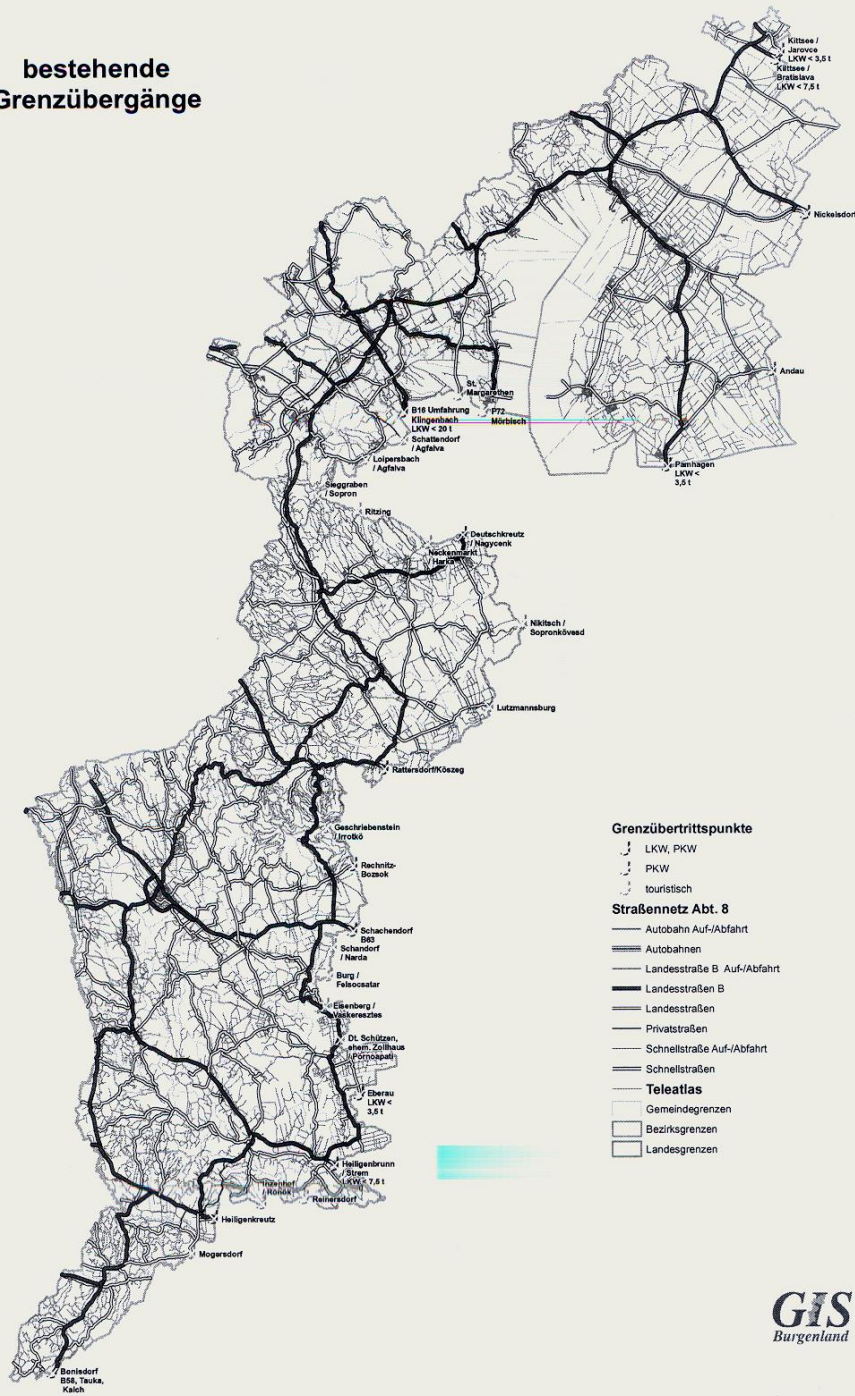 bestehende
Grenzübergänge
Kittsee /
Jarovce
LKW < 3,5 t
Kiittsee /
Bratislava
LKW < 7,5 t
Nickelsdorf
Andau
St.
Margarethen
B16 Umfahrung
Klingenbach
LKW < 20 t
P72
Mörbisch
Schattendorf
/ Agfalva
Loipersbach
/ Agfalva
Pamhagen
LKW <
3,5 t
Sieggraben
/ Sopron
Ritzing
Deutschkreutz
/ Nagycenk
Neckenmarkt
/ Harka
Nikitsch /
Sopronkövesd
Lutzmannsburg
Rattersdorf/Köszeg
Geschriebenstein
/ Irrotkö
Rechnitz-
Bozsok
Schachendorf
B63
Schandorf
/ Narda
Burg /
Felsocsatar
Eisenberg /
Vaskeresztes
Dt. Schützen,
ehem. Zollhaus
/ Pornoapati
Eberau
LKW <
3,5 t
Heiligenbrunn
/ Strem
LKW < 7,5 t
Inzenhof
/ Rönök
Reinersdorf
Heiligenkreutz
Mogersdorf
Bonisdorf
B58, Tauka,
Kalch
Grenzübertrittspunkte
LKW, PKW
PKW
touristisch
Straßennetz Abt. 8
Autobahn Auf-/Abfahrt
Autobahnen
Landesstraße B Auf-/Abfahrt
Landesstraßen B
Landesstraßen
Privatstraßen
Schnellstraße Auf-/Abfahrt
Schnellstraßen
Teleatlas
Gemeindegrenzen
Bezirksgrenzen
Landesgrenzen
GIS
Burgenland